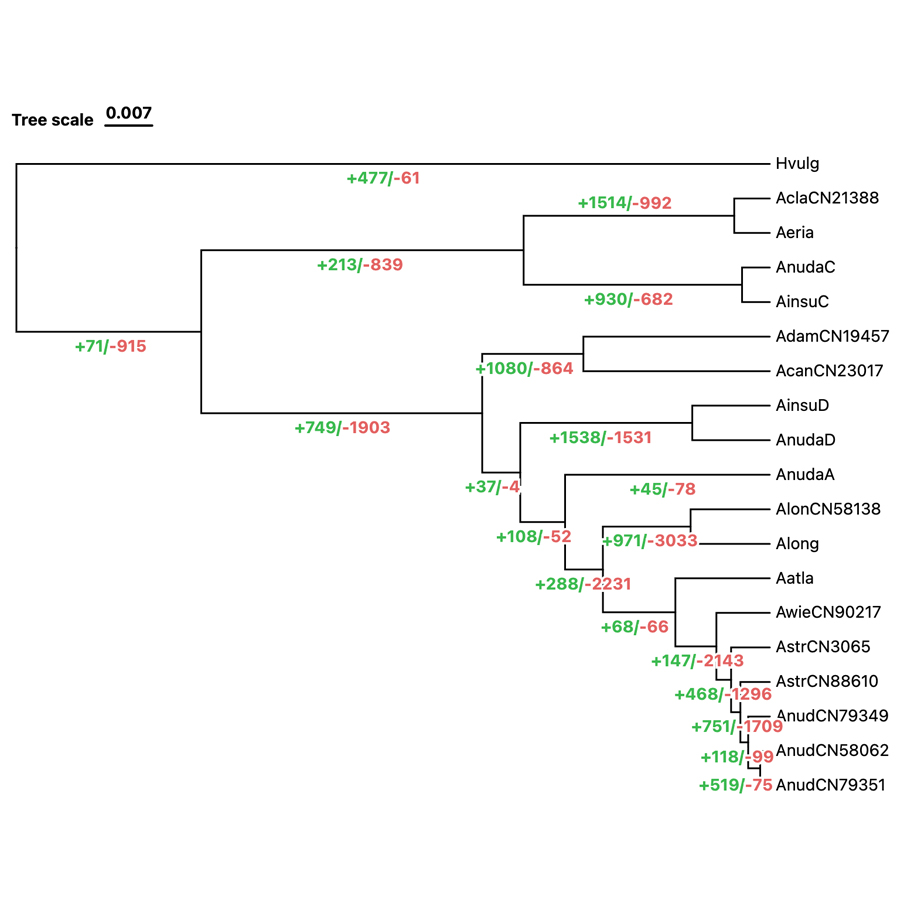 Tree scale 0.007
Hvulg
+477/-61
AclaCN21388
+1514/-992
Aeria
+213/-839
AnudaC
+930/-682
AinsuC
AdamCN19457
+71/-915
+1080/-864
AcanCN23017
AinsuD
+749/-1903
+1538/-1531
AnudaD
AnudaA
+37/-4
+45/-78
AlonCN58138
+108/-52
+971/-3033
Along
Aatla
+288/-2231
AwieCN90217
+68/-66
AstrCN3065
+147/-2143
AstrCN88610
+468/-1296
AnudCN79349
+751/-1709
AnudCN58062
+118/-99
+519/-75
AnudCN79351